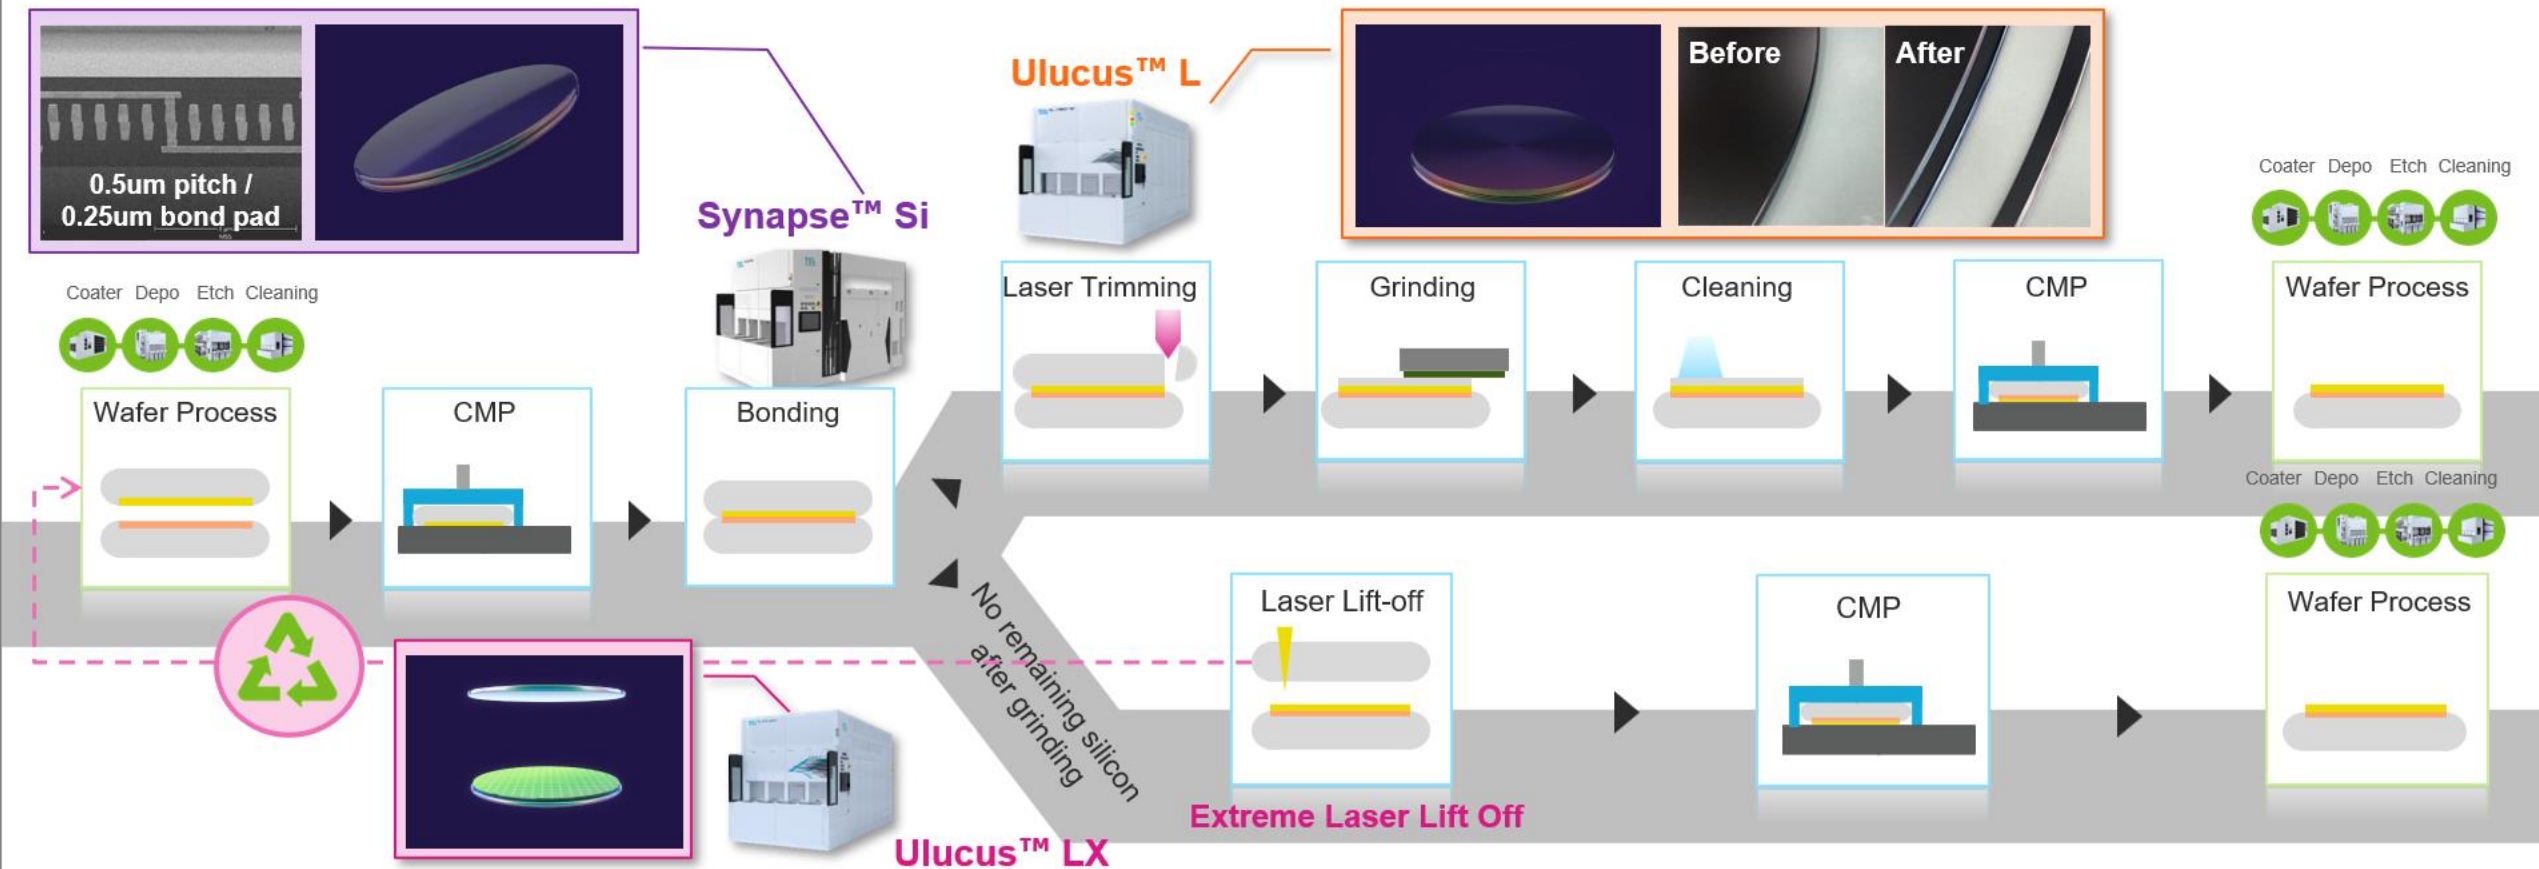 0.5um pitch /
0.25um bond pad
Synapse™ Si
Ulucus™ L
Before
After
Coater Depo Etch Cleaning
Wafer Process
CMP
Bonding
Laser Trimming
Grinding
Cleaning
CMP
Coater Depo Etch Cleaning
Wafer Process
No remaining silicon
after grinding
Laser Lift-off
Extreme Laser Lift Off
CMP
Coater Depo Etch Cleaning
Wafer Process
Ulucus™ LX